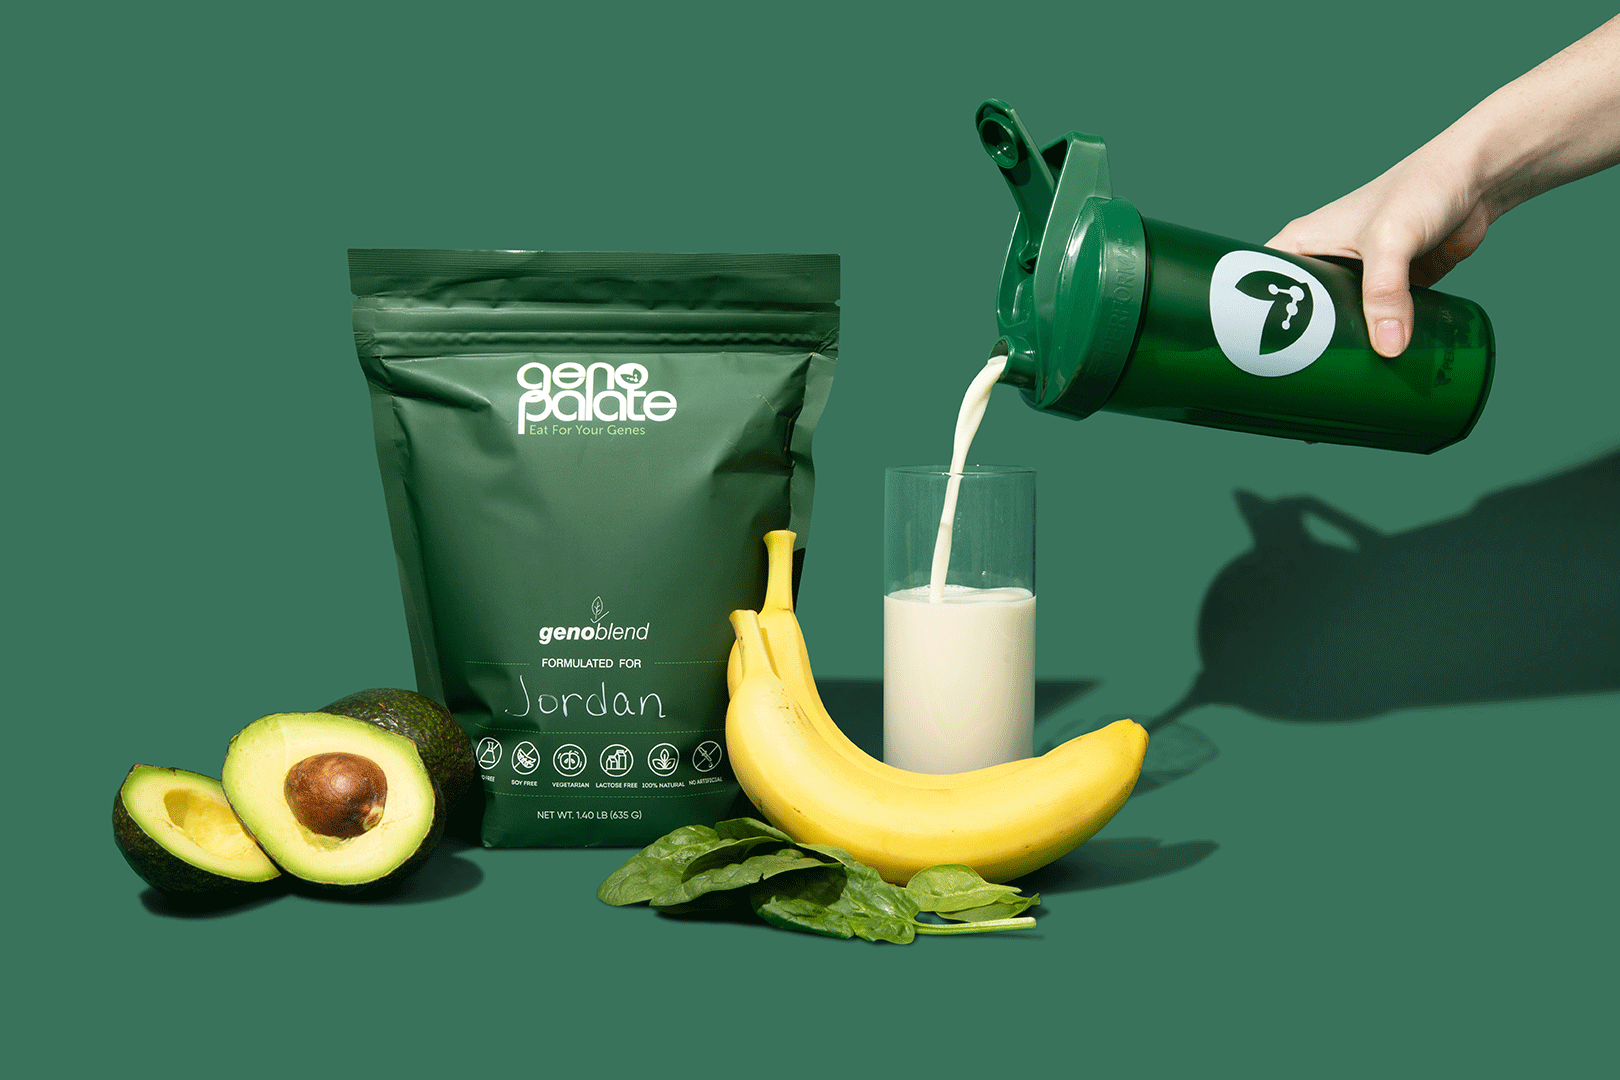 geno
palate
Eat For Your Genes
genoblend
FORMULATED FOR
Jordan
FREE
SOY FREE
VEGETARIAN
LACTOSE FREE
100% NATURAL
NO ARTIFICIAL
NET WT. 1.40 LB (635 G)